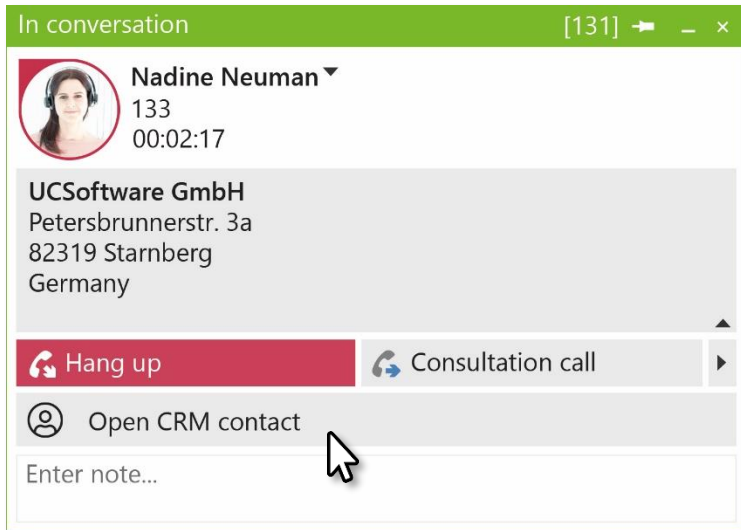 In conversation [131]
Nadine Neuman
133
00:02:17
UCSoftware GmbH
Petersbrunnerstr. 3a
82319 Starnberg
Germany
Hang up Consultation call
Open CRM contact
Enter note...